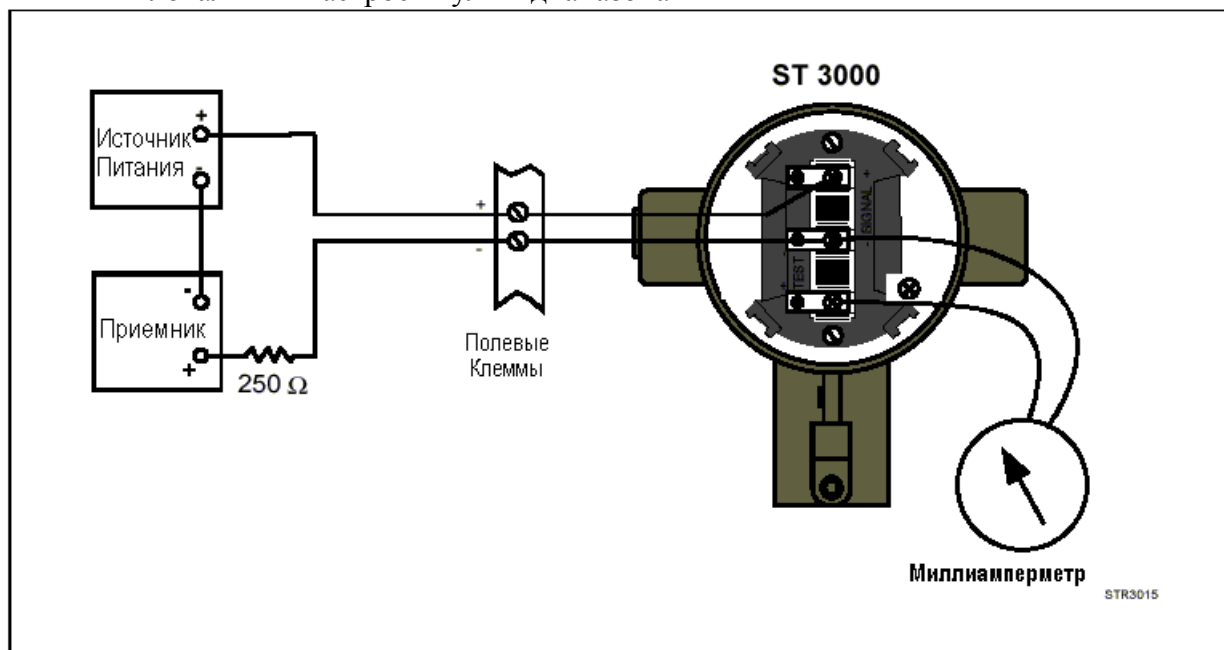 ST 3000
+
Источник
Питания
-
+
-
+
-
SIGNAL
TEST
+
-
Приемник
+
250 Ω
Полевые
Клеммы
Миллиамперметр
STR3015